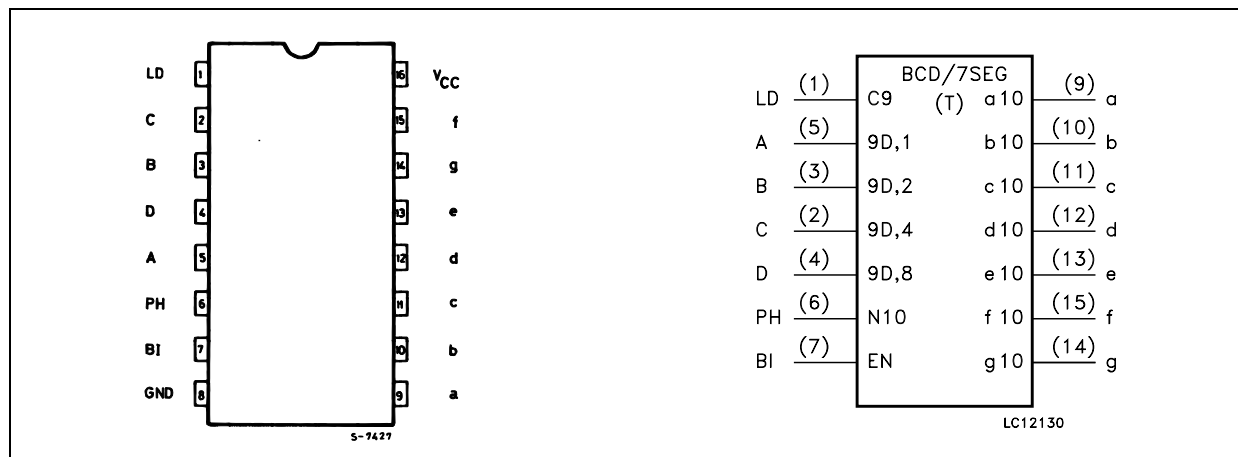 LD 1 16 VCC
C 2 15 f
B 3 14 g
D 4 13 e
A 5 12 d
PH 6 11 c
BI 7 10 b
GND 8 9 a
S-7427
BCD/7SEG
(T)
LD (1) C9 a10 (9) a
A (5) 9D,1 b10 (10) b
B (3) 9D,2 c10 (11) c
C (2) 9D,4 d10 (12) d
D (4) 9D,8 e10 (13) e
PH (6) N10 f10 (15) f
BI (7) EN g10 (14) g
LC12130